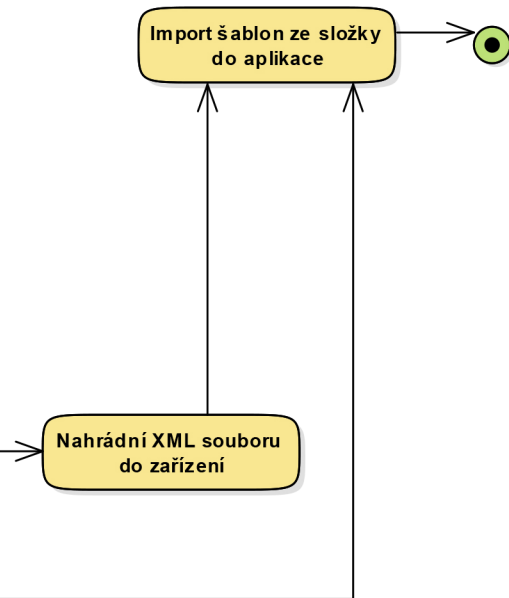 Import šablon ze složky
do aplikace
Nahrádní XML souboru
do zařízení